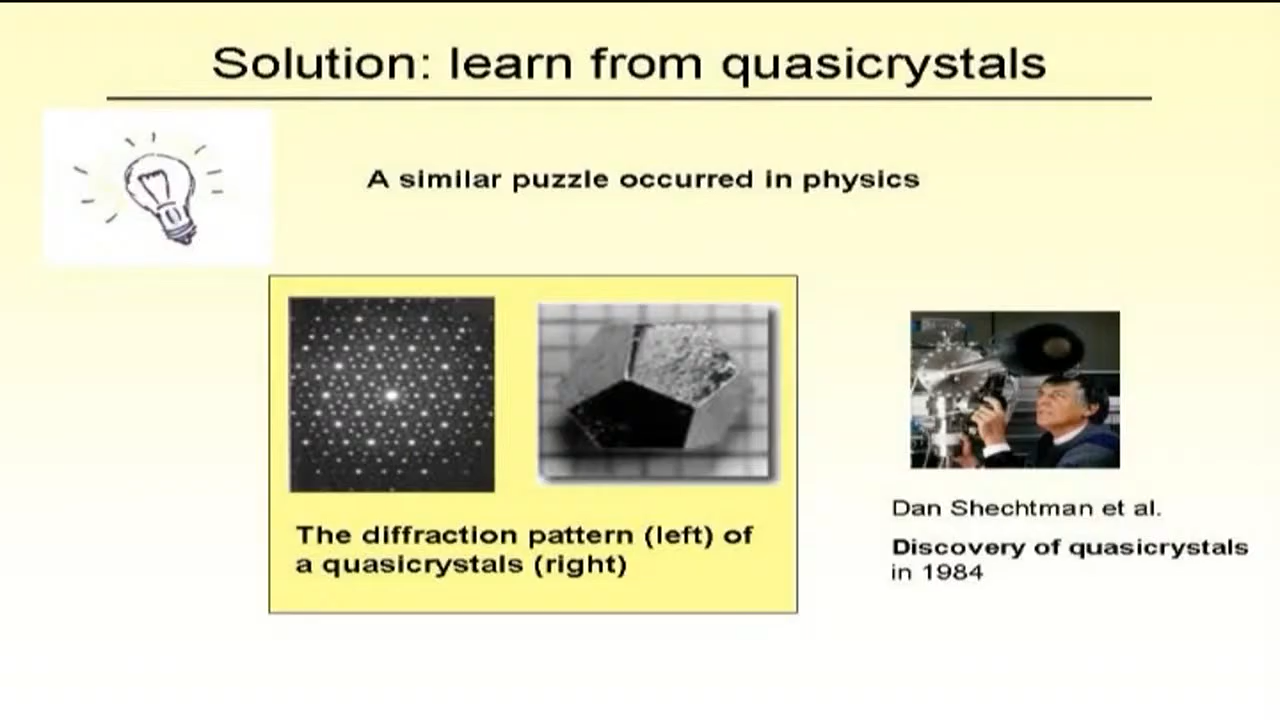 Solution: learn from quasicrystals
A similar puzzle occurred in physics
The diffraction pattern (left) of
a quasicrystals (right)
Dan Shechtman et al.
Discovery of quasicrystals
in 1984